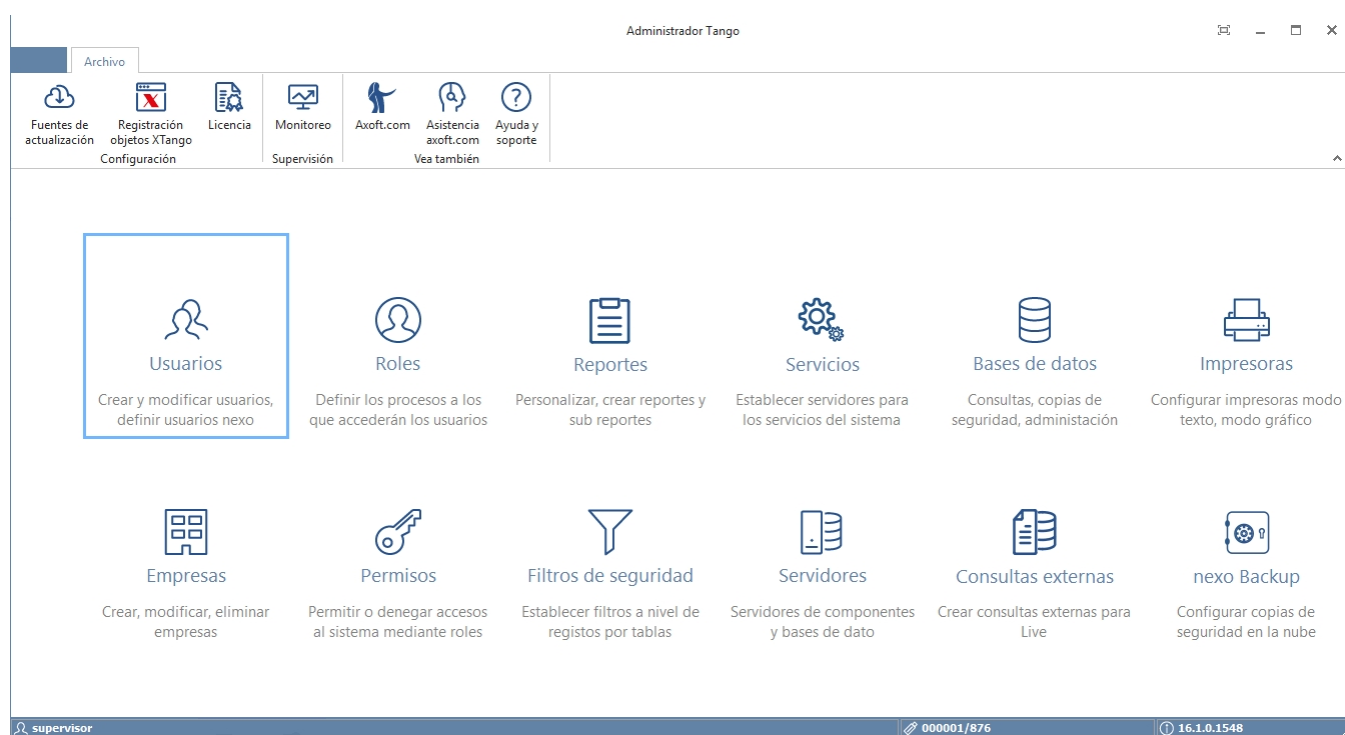 Administrador Tango
Archivo
Fuentes de
actualización
Registración
objetos XTango
Licencia
Configuración
Monitoreo
Supervisión
Axoft.com
Asistencia
axoft.com
Ayuda y
soporte
Vea también
Usuarios
Crear y modificar usuarios,
definir usuarios nexo
Roles
Definir los procesos a los
que accederán los usuarios
Reportes
Personalizar, crear reportes y
sub reportes
Servicios
Establecer servidores para
los servicios del sistema
Bases de datos
Consultas, copias de
seguridad, administación
Impresoras
Configurar impresoras modo
texto, modo gráfico
Empresas
Crear, modificar, eliminar
empresas
Permisos
Permitir o denegar accesos
al sistema mediante roles
Filtros de seguridad
Establecer filtros a nivel de
registos por tablas
Servidores
Servidores de componentes
y bases de dato
Consultas externas
Crear consultas externas para
Live
nexo Backup
Configurar copias de
seguridad en la nube
supervisor
000001/876
16.1.0.1548